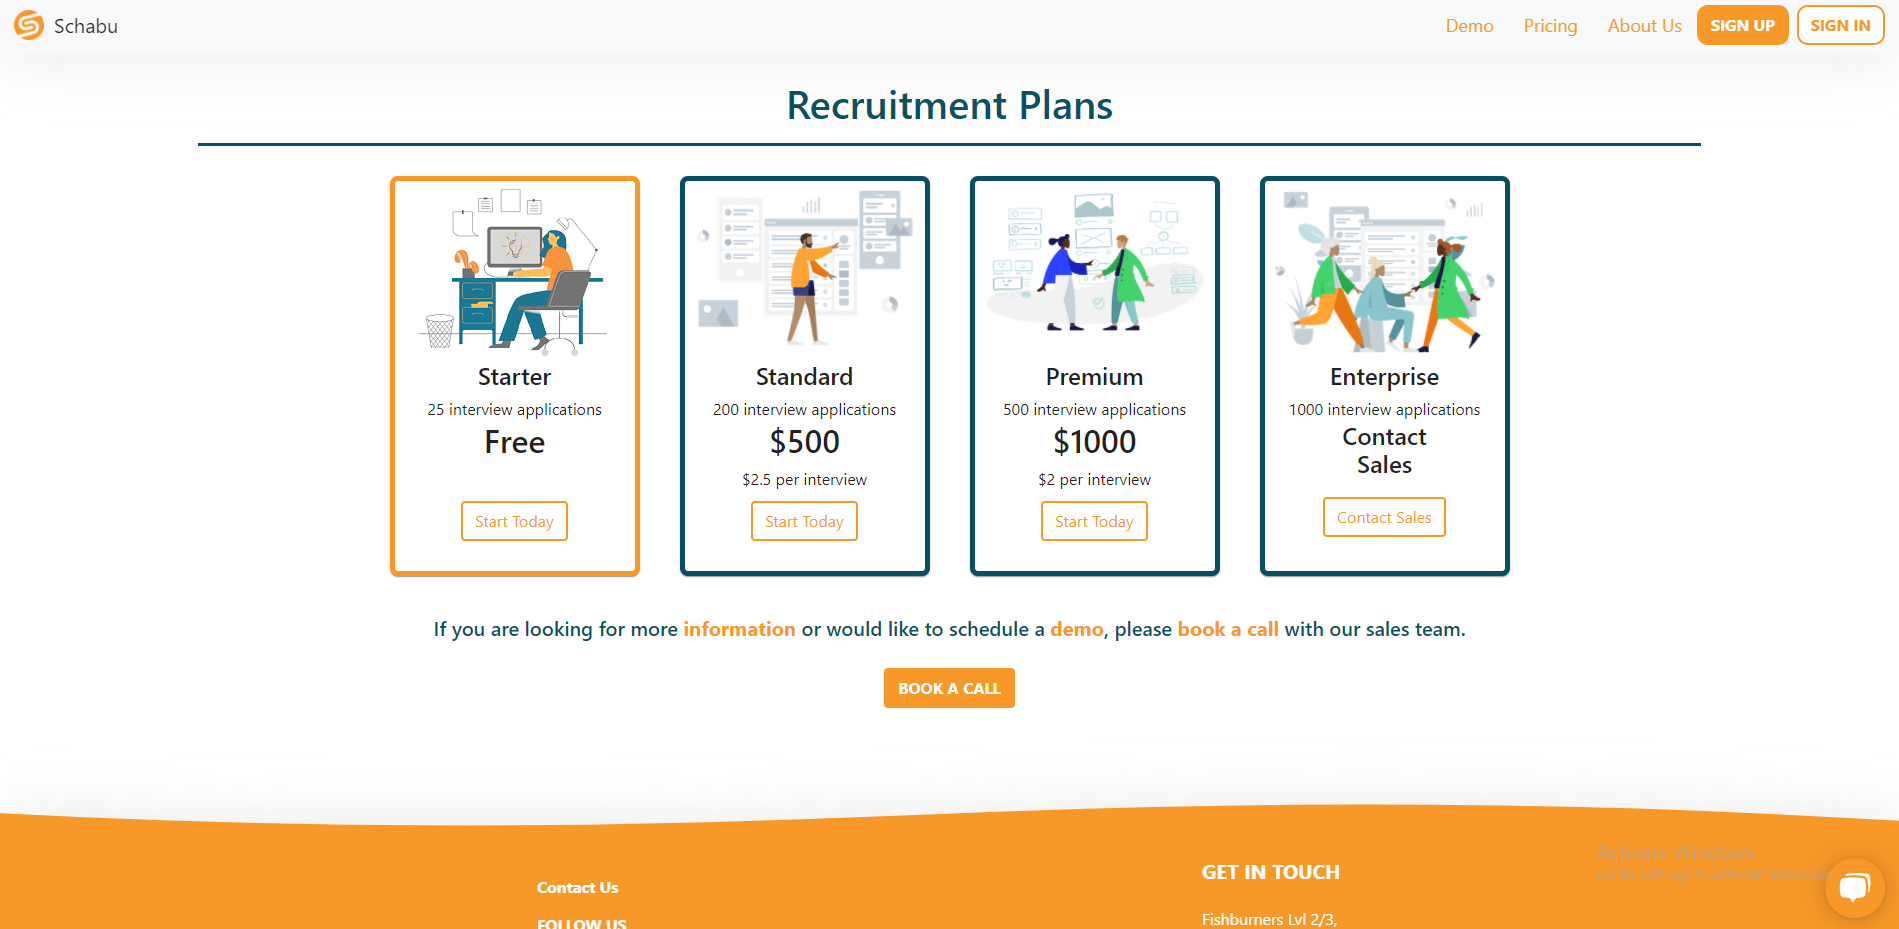 Schabu
Demo
Pricing
About Us
SIGN UP
SIGN IN
Recruitment Plans
Starter
25 interview applications
Free
Start Today
Standard
200 interview applications
$500
$2.5 per interview
Start Today
Premium
500 interview applications
$1000
$2 per interview
Start Today
Enterprise
1000 interview applications
Contact
Sales
Contact Sales
If you are looking for more information or would like to schedule a demo, please book a call with our sales team.
BOOK A CALL
Contact Us
FOLLOW US
GET IN TOUCH
Fishburners Lvl 2/3,
Activate Windows
Go to Settings to activate Windows.